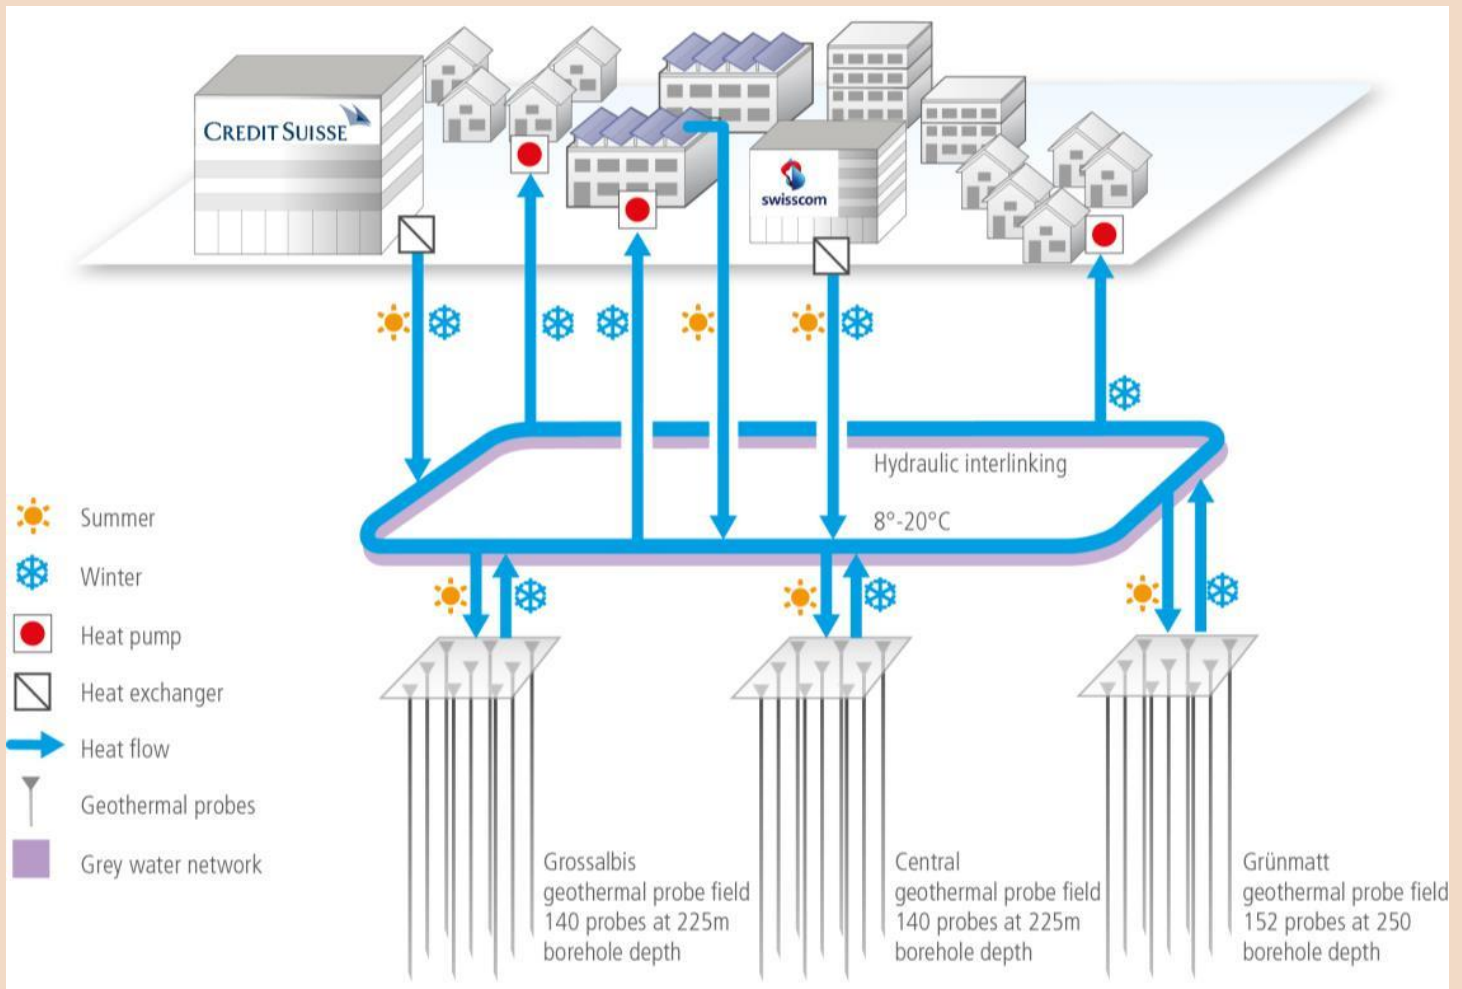 CREDIT SUISSE
swisscom
Hydraulic interlinking
8°-20°C
Summer
Winter
Heat pump
Heat exchanger
Heat flow
Geothermal probes
Grey water network
Grossalbis
geothermal probe field
140 probes at 225m
borehole depth
Central
geothermal probe field
140 probes at 225m
borehole depth
Grünmatt
geothermal probe field
152 probes at 250
borehole depth